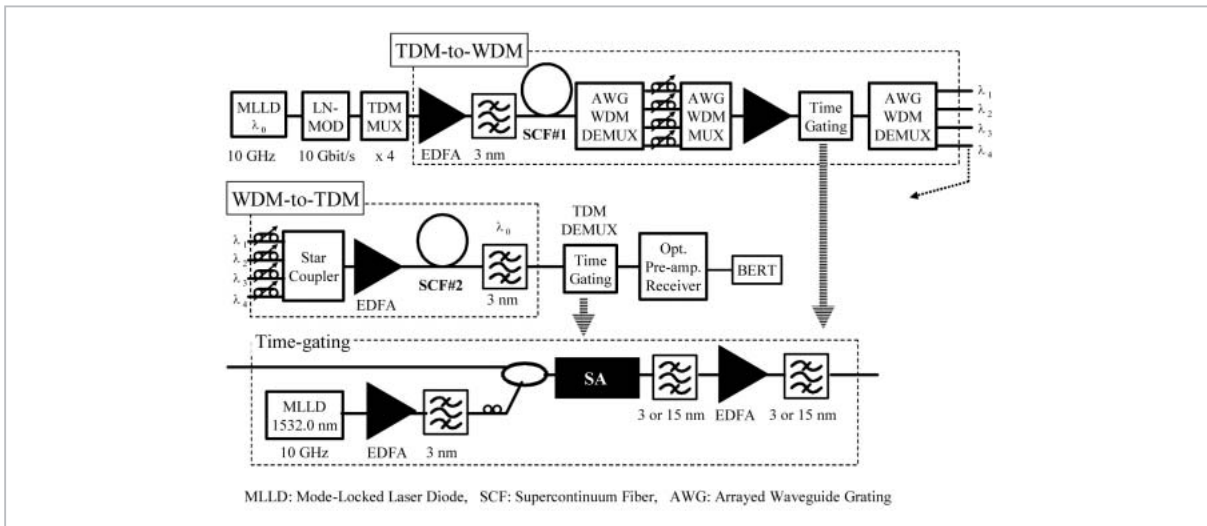 TDM-to-WDM
MLLD λ₀
LN-MOD
TDM MUX
SCF#1
AWG WDM DEMUX
AWG WDM MUX
Time Gating
AWG WDM DEMUX
λ₁
λ₂
λ₃
λ₄
10 GHz
10 Gbit/s
x 4
EDFA
3 nm
WDM-to-TDM
λ₁
λ₂
λ₃
λ₄
Star Coupler
EDFA
SCF#2
λ₀
3 nm
TDM DEMUX
Time Gating
Opt. Pre-amp. Receiver
BERT
Time-gating
MLLD 1532.0 nm
10 GHz
EDFA
3 nm
SA
3 or 15 nm
EDFA
3 or 15 nm
MLLD: Mode-Locked Laser Diode, SCF: Supercontinuum Fiber, AWG: Arrayed Waveguide Grating